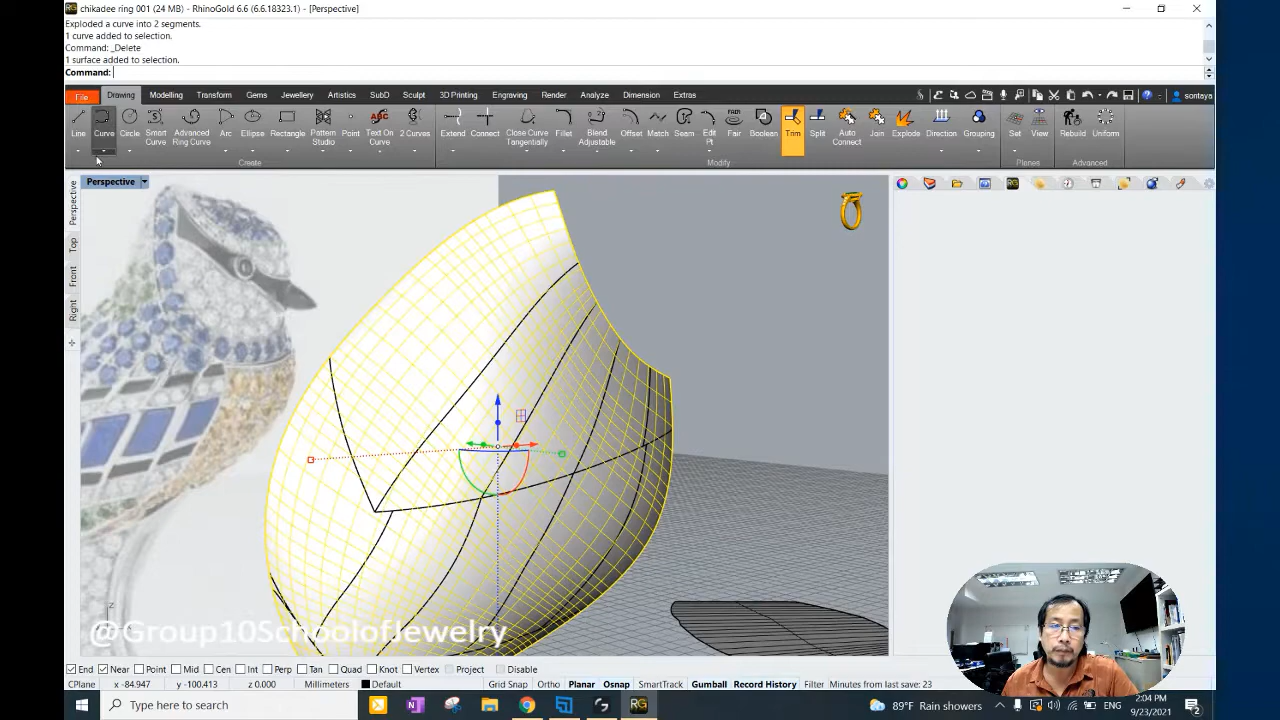 chikadee ring 001 (24 MB) - RhinoGold 6.6 (6.6.18323.1) - [Perspective]
Exploded a curve into 2 segments.
1 curve added to selection.
Command: _Delete
1 surface added to selection.
Command:
File Drawing Modelling Transform Gems Jewellery Artistics SubD Sculpt 3D Printing Engraving Render Analyze Dimension Extras sontaya
Line Curve Circle Smart Curve Advanced Ring Curve Arc Ellipse Rectangle Pattern Studio Point Text On Curve 2 Curves Extend Connect Close Curve Tangentially Fillet Blend Adjustable Offset Match Seam Edit Pt Fair Boolean Trim Split Auto Connect Join Explode Direction Grouping Set View Rebuild Uniform
Create Modify Planes Advanced
Perspective
Perspective
Top
Front
Right
z
@Group10SchoolofJewelry
End Near Point Mid Cen Int Perp Tan Quad Knot Vertex Project Disable
CPlane x -84.947 y -100.413 z 0.000 Millimeters Default Grid Snap Ortho Planar Osnap SmartTrack Gumball Record History Filter Minutes from last save: 23
Type here to search
89°F Rain showers ENG 2:04 PM 9/23/2021 2